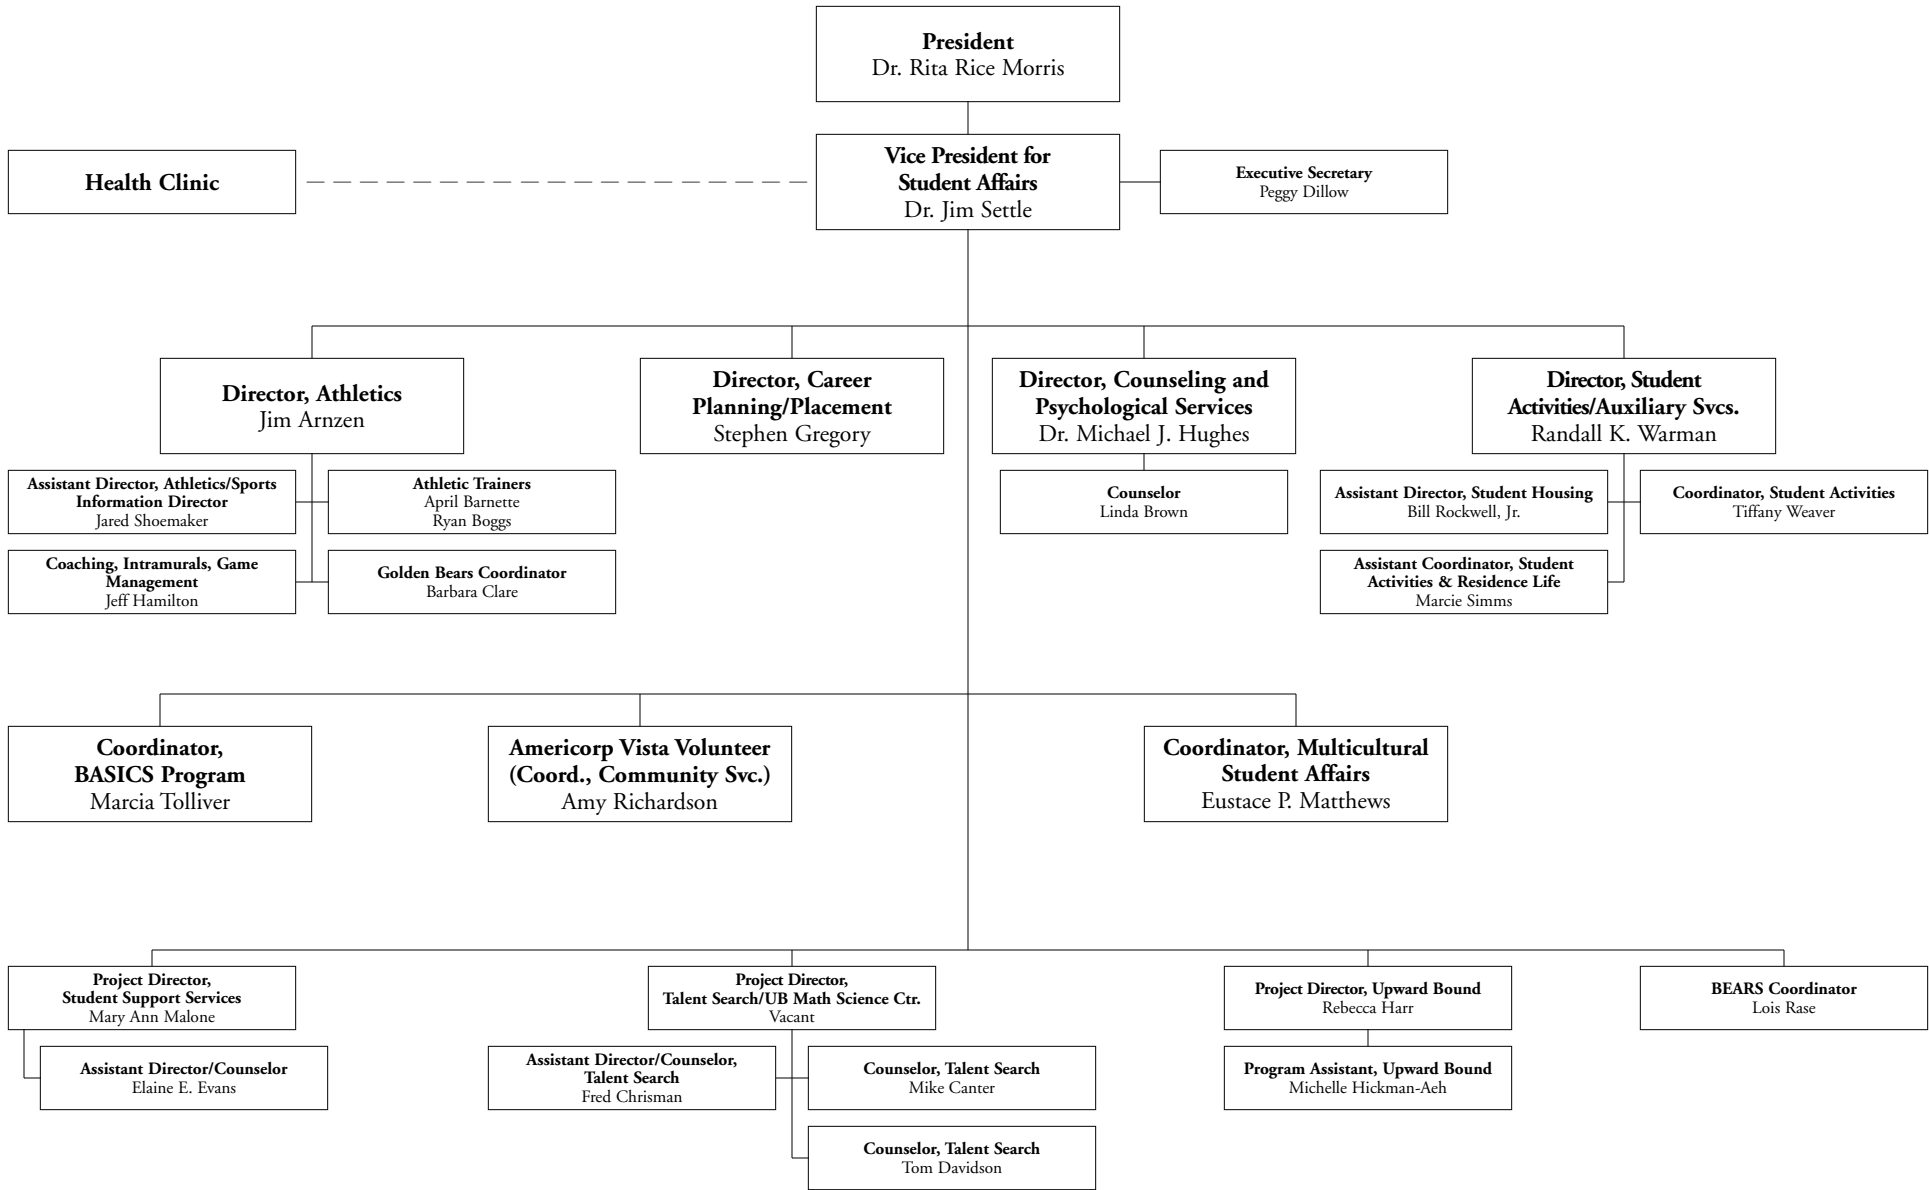 President
Dr. Rita Rice Morris
Health Clinic
Vice President for
Student Affairs
Dr. Jim Settle
Executive Secretary
Peggy Dillow
Director, Athletics
Jim Arnzen
Director, Career
Planning/Placement
Stephen Gregory
Director, Counseling and
Psychological Services
Dr. Michael J. Hughes
Director, Student
Activities/Auxiliary Svcs.
Randall K. Warman
Assistant Director, Athletics/Sports
Information Director
Jared Shoemaker
Athletic Trainers
April Barnette
Ryan Boggs
Counselor
Linda Brown
Assistant Director, Student Housing
Bill Rockwell, Jr.
Coordinator, Student Activities
Tiffany Weaver
Coaching, Intramurals, Game
Management
Jeff Hamilton
Golden Bears Coordinator
Barbara Clare
Assistant Coordinator, Student
Activities & Residence Life
Marcie Simms
Coordinator,
BASICS Program
Marcia Tolliver
Americorp Vista Volunteer
(Coord., Community Svc.)
Amy Richardson
Coordinator, Multicultural
Student Affairs
Eustace P. Matthews
Project Director,
Student Support Services
Mary Ann Malone
Project Director,
Talent Search/UB Math Science Ctr.
Vacant
Project Director, Upward Bound
Rebecca Harr
BEARS Coordinator
Lois Rase
Assistant Director/Counselor
Elaine E. Evans
Assistant Director/Counselor,
Talent Search
Fred Chrisman
Counselor, Talent Search
Mike Canter
Program Assistant, Upward Bound
Michelle Hickman-Aeh
Counselor, Talent Search
Tom Davidson